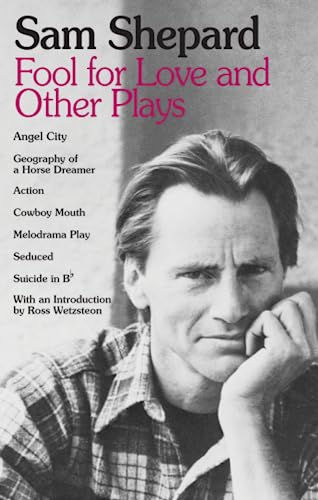 Sam Shepard
Fool for Love and
Other Plays
Angel City
Geography of
a Horse Dreamer
Action
Cowboy Mouth
Melodrama Play
Seduced
Suicide in B♭
With an Introduction
by Ross Wetzsteon